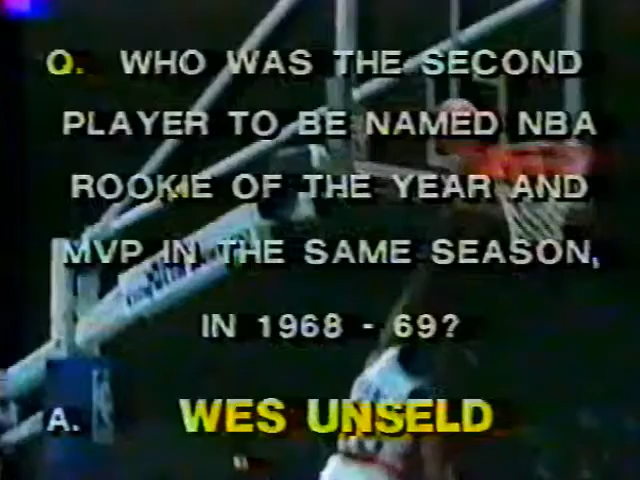 Q. WHO WAS THE SECOND
PLAYER TO BE NAMED NBA
ROOKIE OF THE YEAR AND
MVP IN THE SAME SEASON,
IN 1968 - 69?
A. WES UNSELD